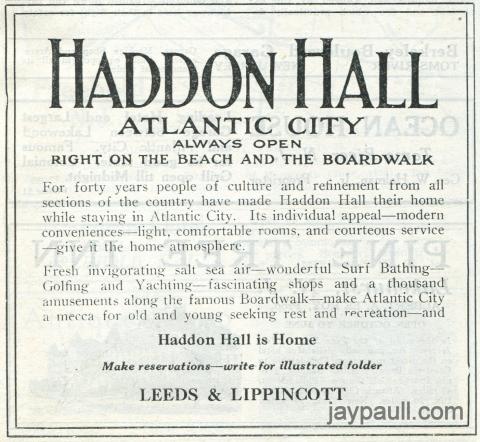 HADDON HALL
ATLANTIC CITY
ALWAYS OPEN
RIGHT ON THE BEACH AND THE BOARDWALK
For forty years people of culture and refinement from all
sections of the country have made Haddon Hall their home
while staying in Atlantic City. Its individual appeal—modern
conveniences—light, comfortable rooms, and courteous service
—give it the home atmosphere.
Fresh invigorating salt sea air—wonderful Surf Bathing—
Golfing and Yachting—fascinating shops and a thousand
amusements along the famous Boardwalk—make Atlantic City
a mecca for old and young seeking rest and recreation—and
Haddon Hall is Home
Make reservations—write for illustrated folder
LEEDS & LIPPINCOTT
jaypaull.com